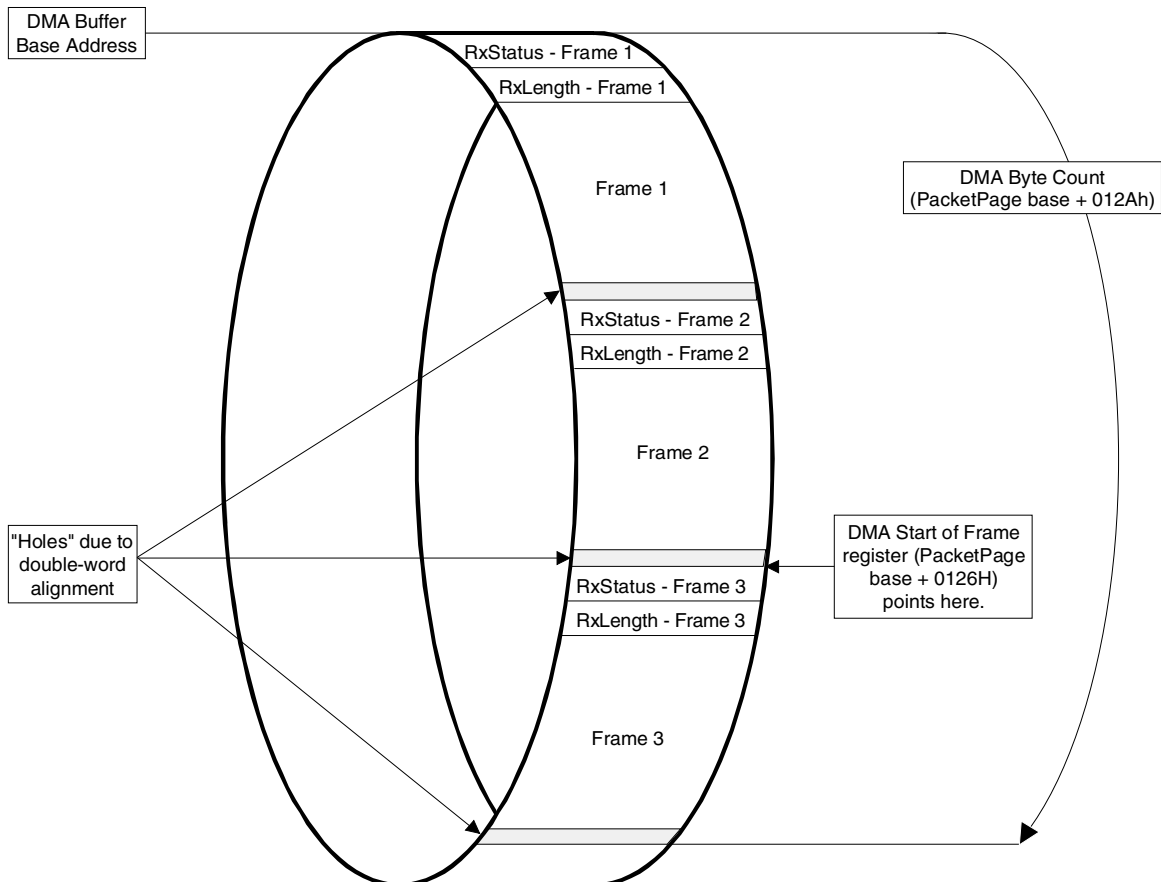 DMA Buffer
Base Address
RxStatus - Frame 1
RxLength - Frame 1
Frame 1
DMA Byte Count
(PacketPage base + 012Ah)
RxStatus - Frame 2
RxLength - Frame 2
Frame 2
"Holes" due to
double-word
alignment
DMA Start of Frame
register (PacketPage
base + 0126H)
points here.
RxStatus - Frame 3
RxLength - Frame 3
Frame 3